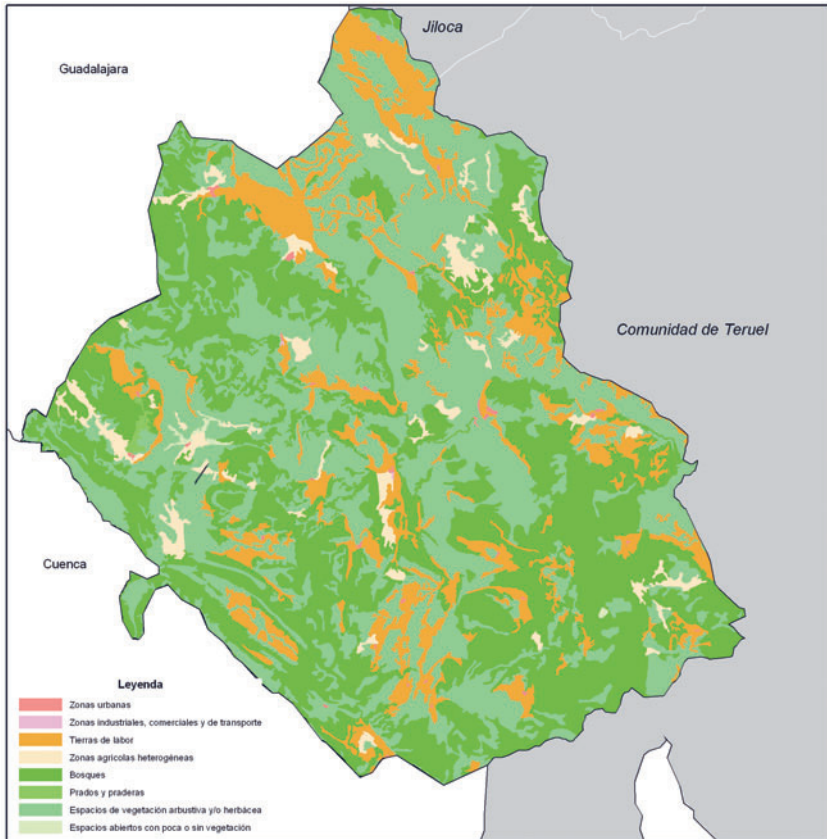 Jiloca
Guadalajara
Comunidad de Teruel
Cuenca
Leyenda
Zonas urbanas
Zonas industriales, comerciales y de transporte
Tierras de labor
Zonas agrícolas heterogéneas
Bosques
Prados y praderas
Espacios de vegetación arbustiva y/o herbácea
Espacios abiertos con poca o sin vegetación